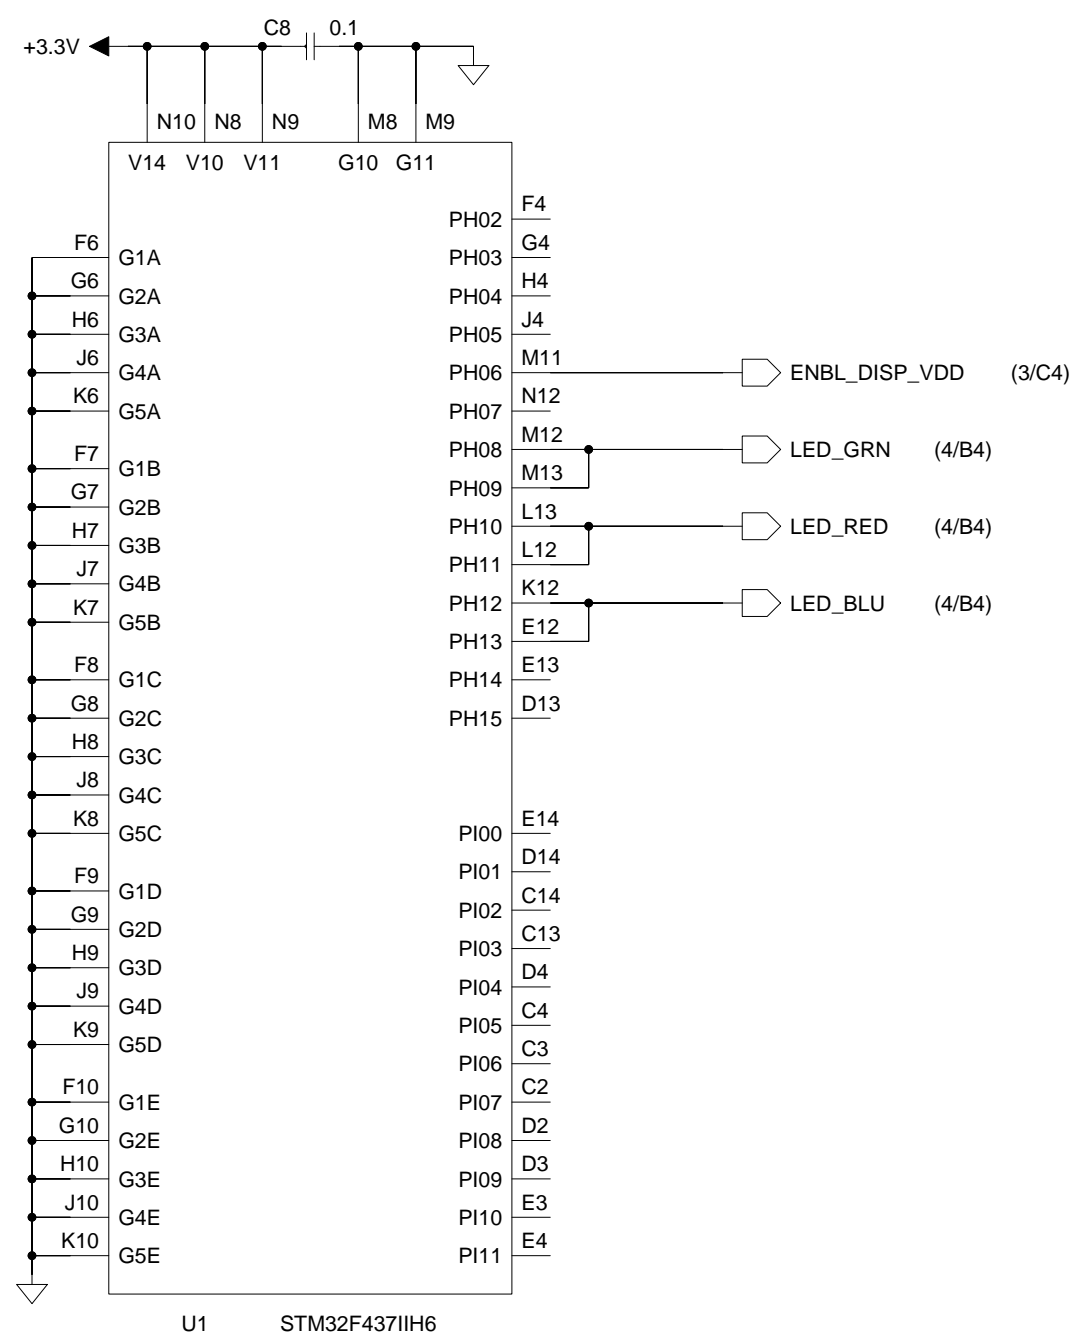 C8 0.1
+3.3V
N10 N8 N9 M8 M9
V14 V10 V11 G10 G11
F4
PH02
F6 G4
G1A PH03
G6 H4
G2A PH04
H6 J4
G3A PH05
J6 M11
G4A PH06 ENBL_DISP_VDD (3/C4)
K6 N12
G5A PH07
M12
PH08 LED_GRN (4/B4)
F7
G1B
M13
PH09
G7
G2B
L13
PH10 LED_RED (4/B4)
H7
G3B
L12
PH11
J7
G4B
K12
PH12 LED_BLU (4/B4)
K7
G5B
E12
PH13
F8 E13
G1C PH14
G8 D13
G2C PH15
H8
G3C
J8
G4C
K8 E14
G5C PI00
D14
PI01
F9
G1D
C14
PI02
G9
G2D
C13
PI03
H9
G3D
D4
PI04
J9
G4D
C4
PI05
K9
G5D
C3
PI06
F10 C2
G1E PI07
G10 D2
G2E PI08
H10 D3
G3E PI09
J10 E3
G4E PI10
K10 E4
G5E PI11
U1 STM32F437IIH6